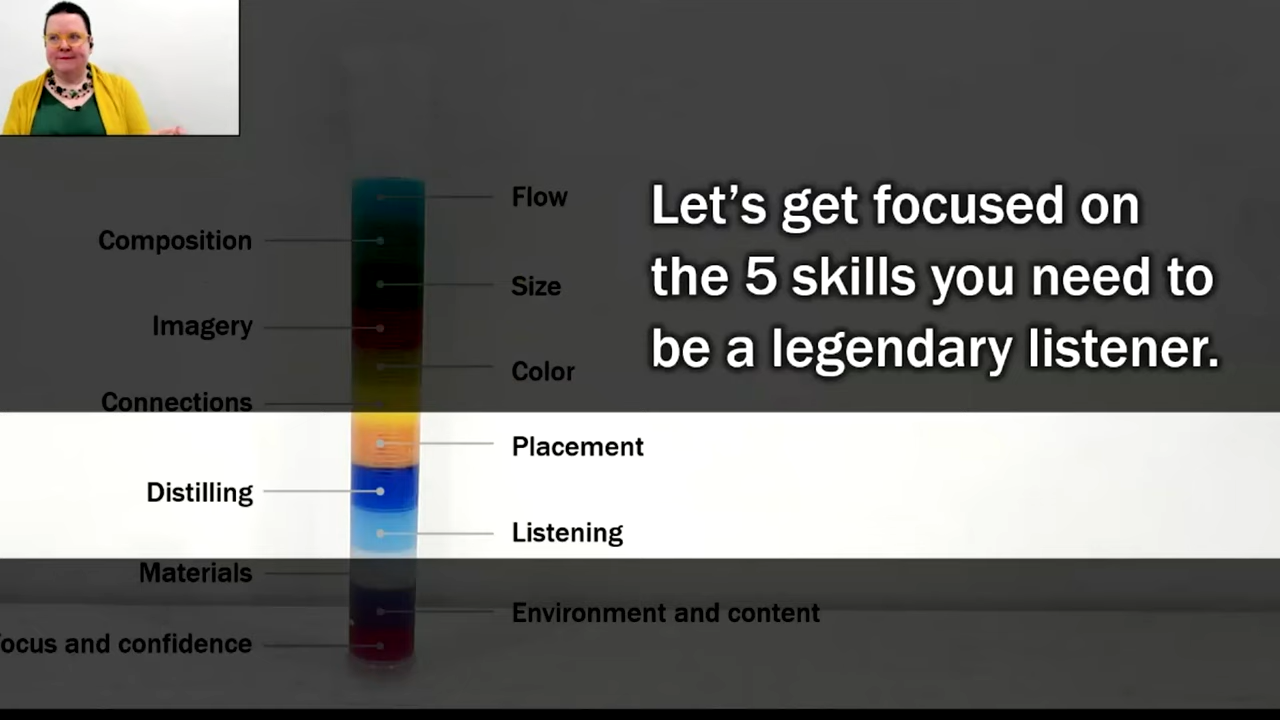 Flow
Composition
Size
Imagery
Color
Connections
Placement
Distilling
Listening
Materials
Environment and content
ocus and confidence
Let's get focused on
the 5 skills you need to
be a legendary listener.